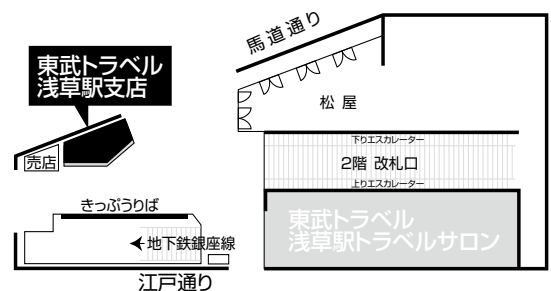 馬道通り
東武トラベル
浅草駅支店
松屋
売店
下りエスカレーター
2階 改札口
上りエスカレーター
きっぷうりば
地下鉄銀座線
東武トラベル
浅草駅トラベルサロン
江戸通り